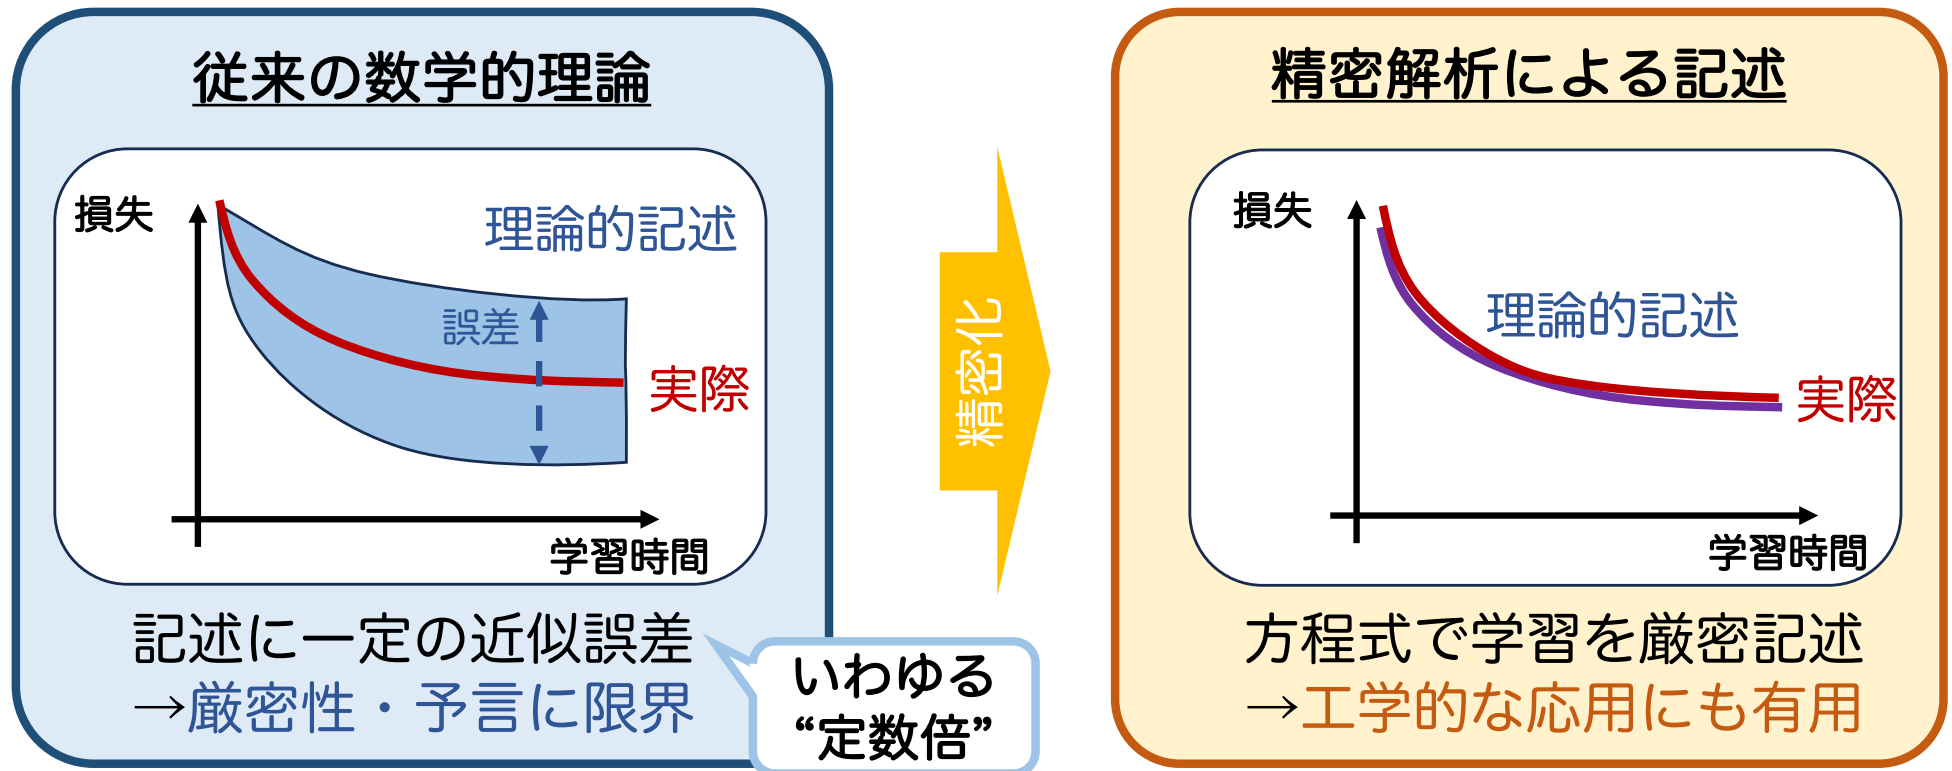 従来の数学的理論
損失
理論的記述
誤差
実際
学習時間
記述に一定の近似誤差
→厳密性・予言に限界
いわゆる
“定数倍”
精密化
精密解析による記述
損失
理論的記述
実際
学習時間
方程式で学習を厳密記述
→工学的な応用にも有用